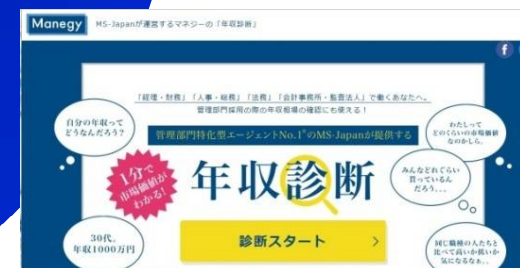 Manegy
MS-Japanが運営するマネジーの「年収診断」
f
「経理・財務」「人事・総務」「法務」「会計事務所・監査法人」で働くあなたへ。
管理部門採用の際の年収相場の確認にも使える！
自分の年収って
どうなんだろう？
管理部門特化型エージェントNo.1※のMS-Japanが提供する
わたしって
どのくらいの市場価値
なのかしら。
1分で
市場価値が
わかる！
年収診断
みんなどれぐらい
貰っているん
だろう...
30代、
年収1000万円
診断スタート
同じ職種の人たちと
比べて高いか低いか
気になるなぁ..